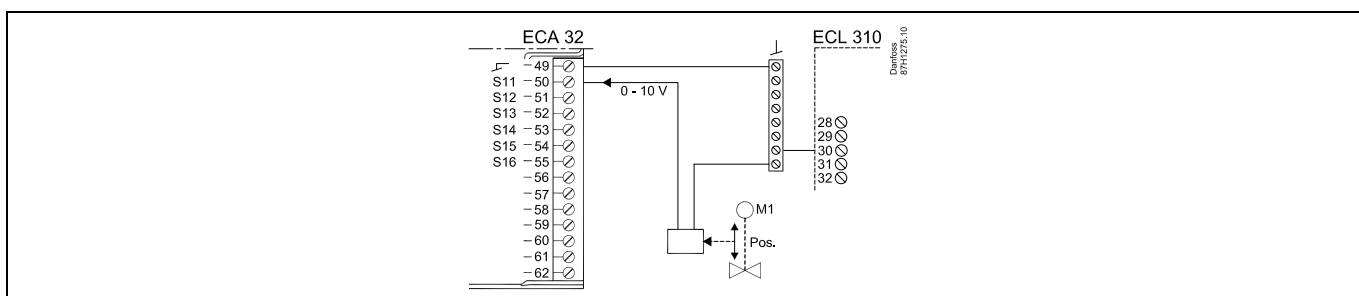 ECA 32
ECL 310
Danfoss
87H1275.10
49
S11 50
0 - 10 V
S12 51
S13 52
S14 53
S15 54
S16 55
56
57
58
59
60
61
62
28
29
30
31
32
M1
Pos.